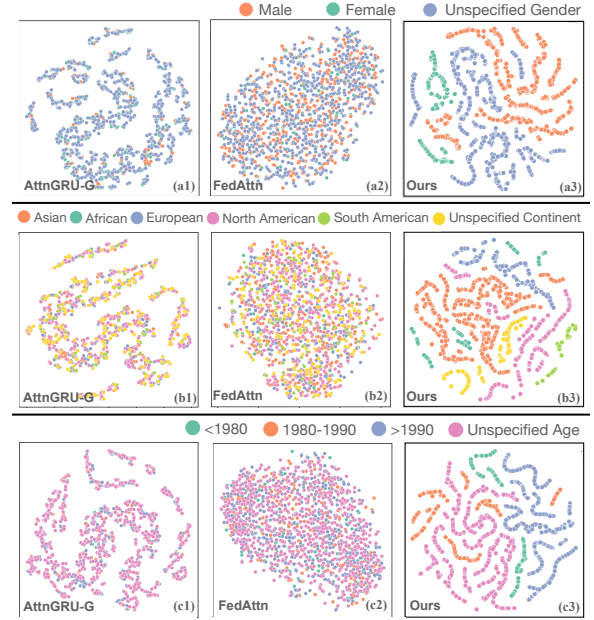 Male Female Unspecified Gender
AttnGRU-G (a1) FedAttn (a2) Ours (a3)
Asian African European North American South American Unspecified Continent
AttnGRU-G (b1) FedAttn (b2) Ours (b3)
<1980 1980-1990 >1990 Unspecified Age
AttnGRU-G (c1) FedAttn (c2) Ours (c3)